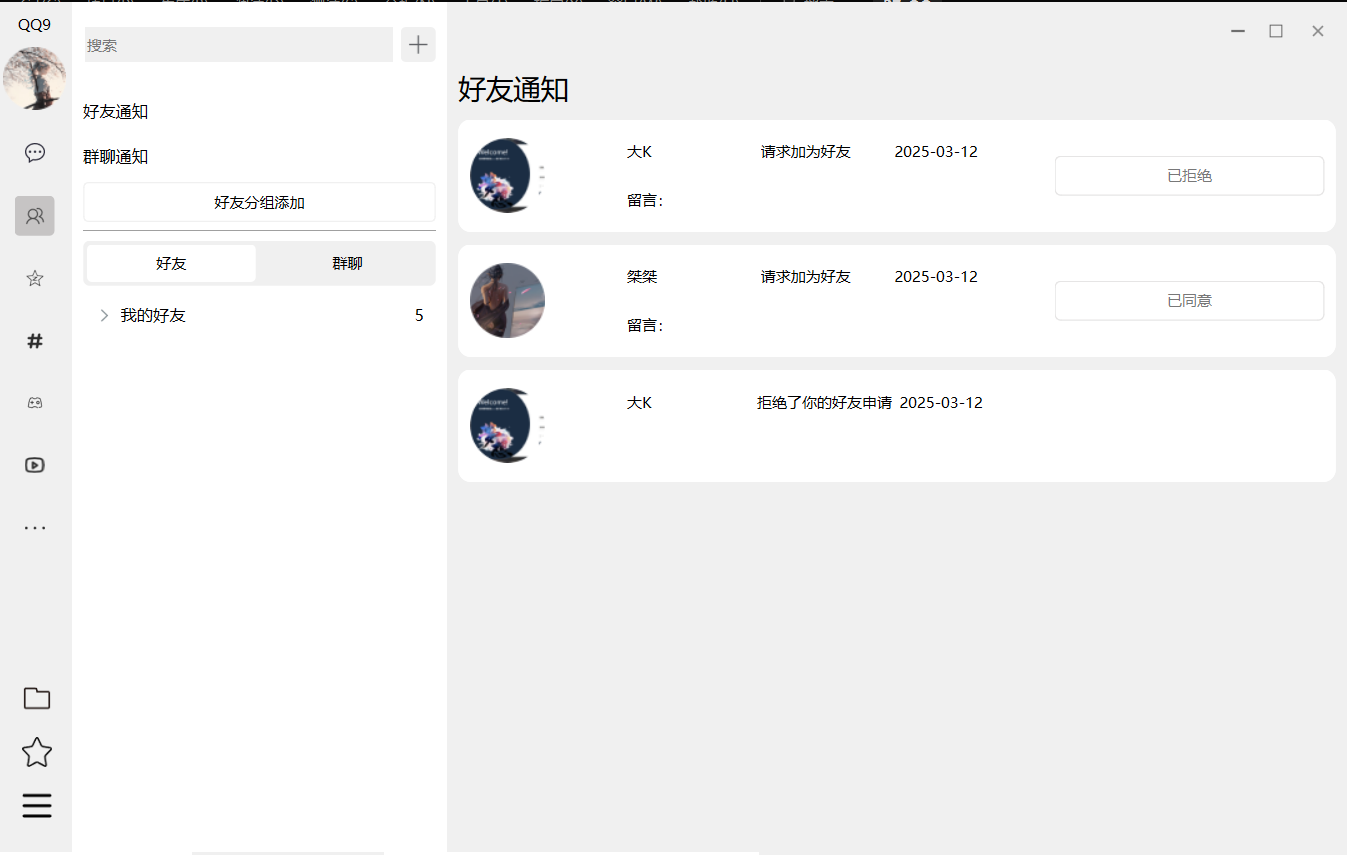 QQ9
搜索
好友通知
群聊通知
好友分组添加
好友 群聊
我的好友 5
好友通知
大K 请求加为好友 2025-03-12
留言：
已拒绝
桀桀 请求加为好友 2025-03-12
留言：
已同意
大K 拒绝了你的好友申请 2025-03-12
Welcome!
Welcome!